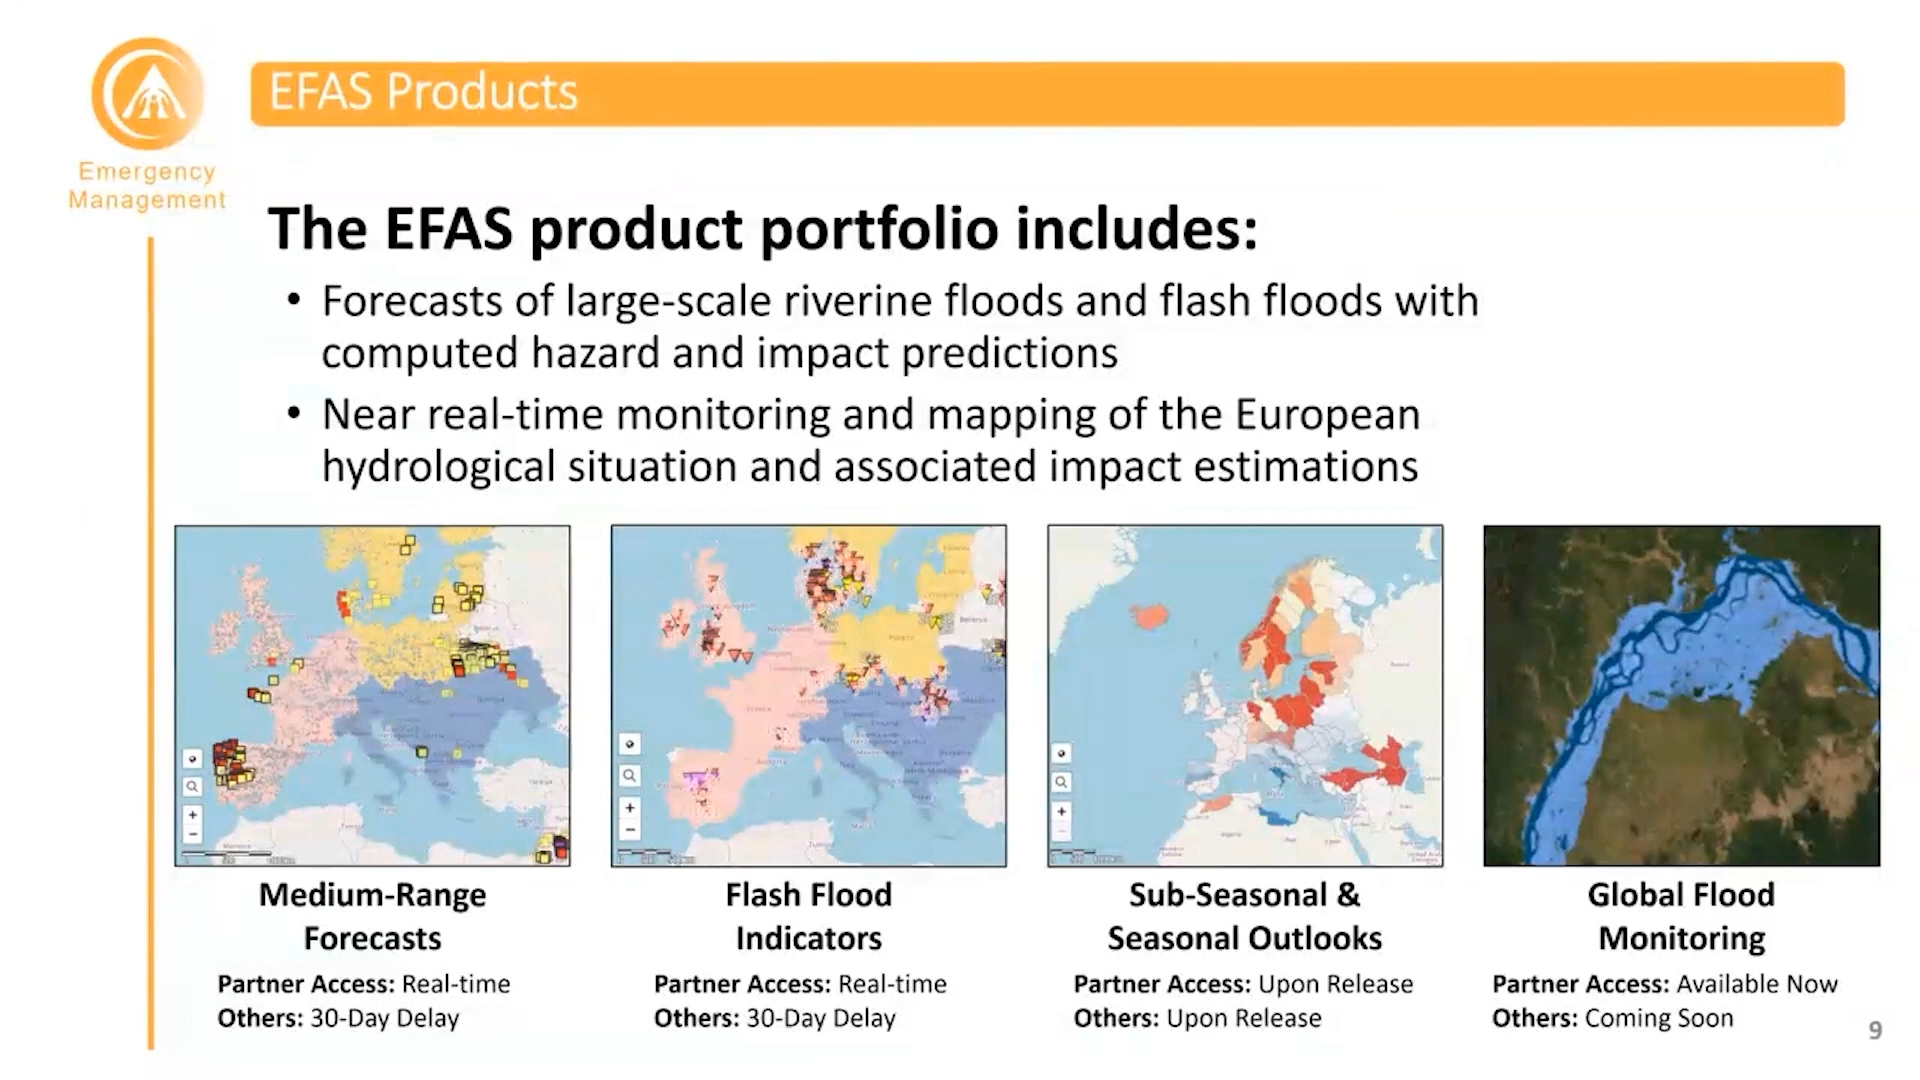 EFAS Products
Emergency
Management
The EFAS product portfolio includes:
• Forecasts of large-scale riverine floods and flash floods with
computed hazard and impact predictions
• Near real-time monitoring and mapping of the European
hydrological situation and associated impact estimations
Medium-Range
Forecasts
Partner Access: Real-time
Others: 30-Day Delay
Flash Flood
Indicators
Partner Access: Real-time
Others: 30-Day Delay
Sub-Seasonal &
Seasonal Outlooks
Partner Access: Upon Release
Others: Upon Release
Global Flood
Monitoring
Partner Access: Available Now
Others: Coming Soon
9